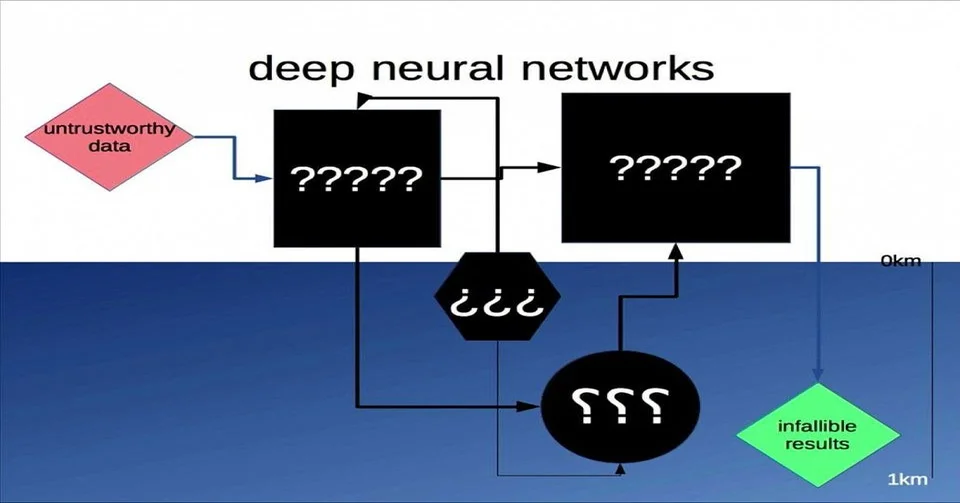 deep neural networks
untrustworthy
data
?????
?????
0km
¿¿¿
⸮⸮⸮
infallible
results
1km